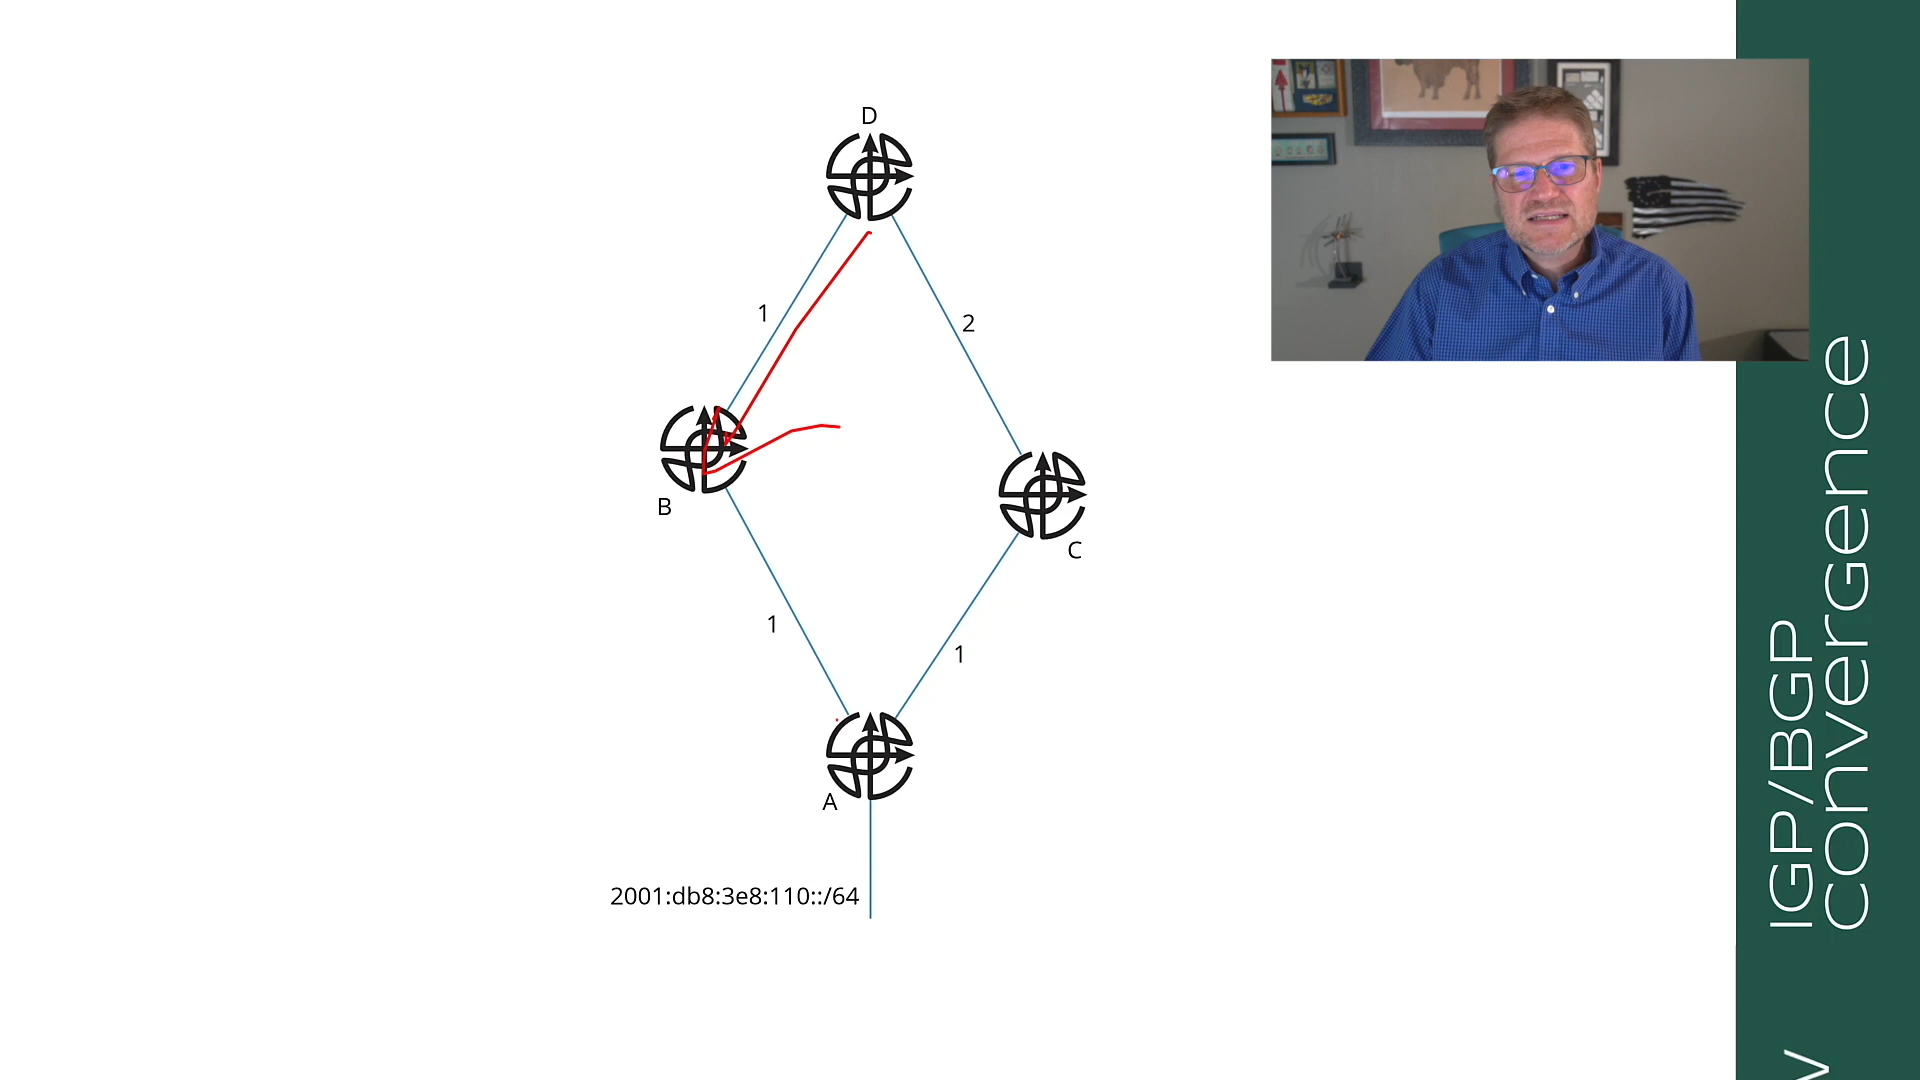 D
1
2
B
C
1
1
A
2001:db8:3e8:110::/64
IGP/BGP
convergence